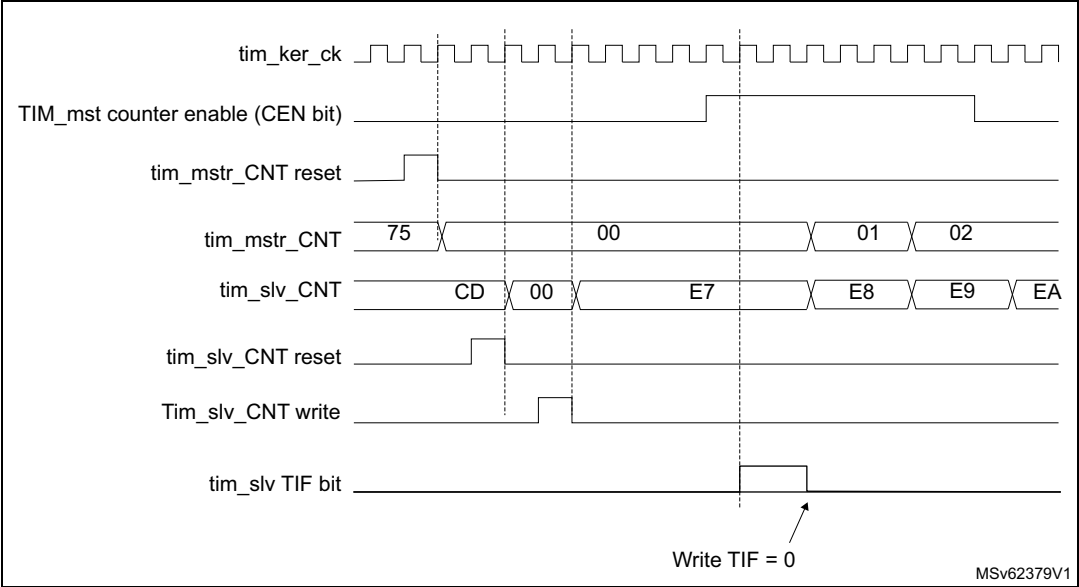 tim_ker_ck
TIM_mst counter enable (CEN bit)
tim_mstr_CNT reset
tim_mstr_CNT 75 00 01 02
tim_slv_CNT CD 00 E7 E8 E9 EA
tim_slv_CNT reset
Tim_slv_CNT write
tim_slv TIF bit
Write TIF = 0
MSv62379V1